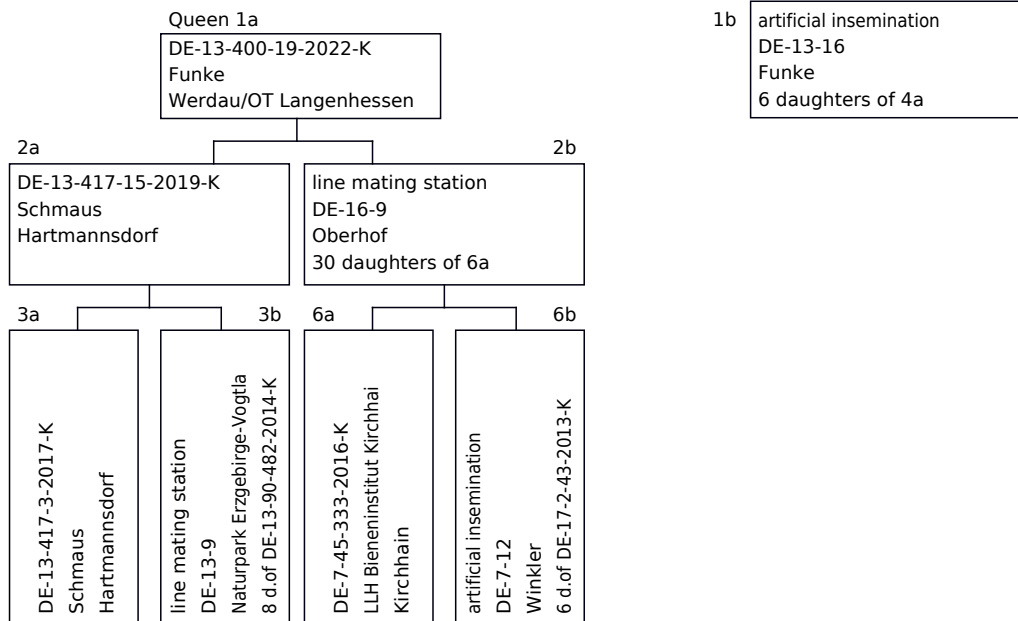 Queen 1a
DE-13-400-19-2022-K
Funke
Werdau/OT Langenhessen
1b
artificial insemination
DE-13-16
Funke
6 daughters of 4a
2a
DE-13-417-15-2019-K
Schmaus
Hartmannsdorf
2b
line mating station
DE-16-9
Oberhof
30 daughters of 6a
3a
DE-13-417-3-2017-K
Schmaus
Hartmannsdorf
3b
line mating station
DE-13-9
Naturpark Erzgebirge-Vogtla
8 d.of DE-13-90-482-2014-K
6a
DE-7-45-333-2016-K
LLH Bieneninstitut Kirchhai
Kirchhain
6b
artificial insemination
DE-7-12
Winkler
6 d.of DE-17-2-43-2013-K